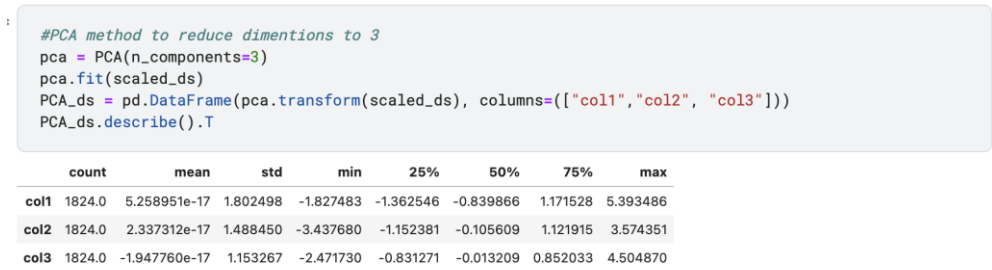 :
#PCA method to reduce dimentions to 3
pca = PCA(n_components=3)
pca.fit(scaled_ds)
PCA_ds = pd.DataFrame(pca.transform(scaled_ds), columns=(["col1","col2", "col3"]))
PCA_ds.describe().T
count mean std min 25% 50% 75% max
col1 1824.0 5.258951e-17 1.802498 -1.827483 -1.362546 -0.839866 1.171528 5.393486
col2 1824.0 2.337312e-17 1.488450 -3.437680 -1.152381 -0.105609 1.121915 3.574351
col3 1824.0 -1.947760e-17 1.153267 -2.471730 -0.831271 -0.013209 0.852033 4.504870